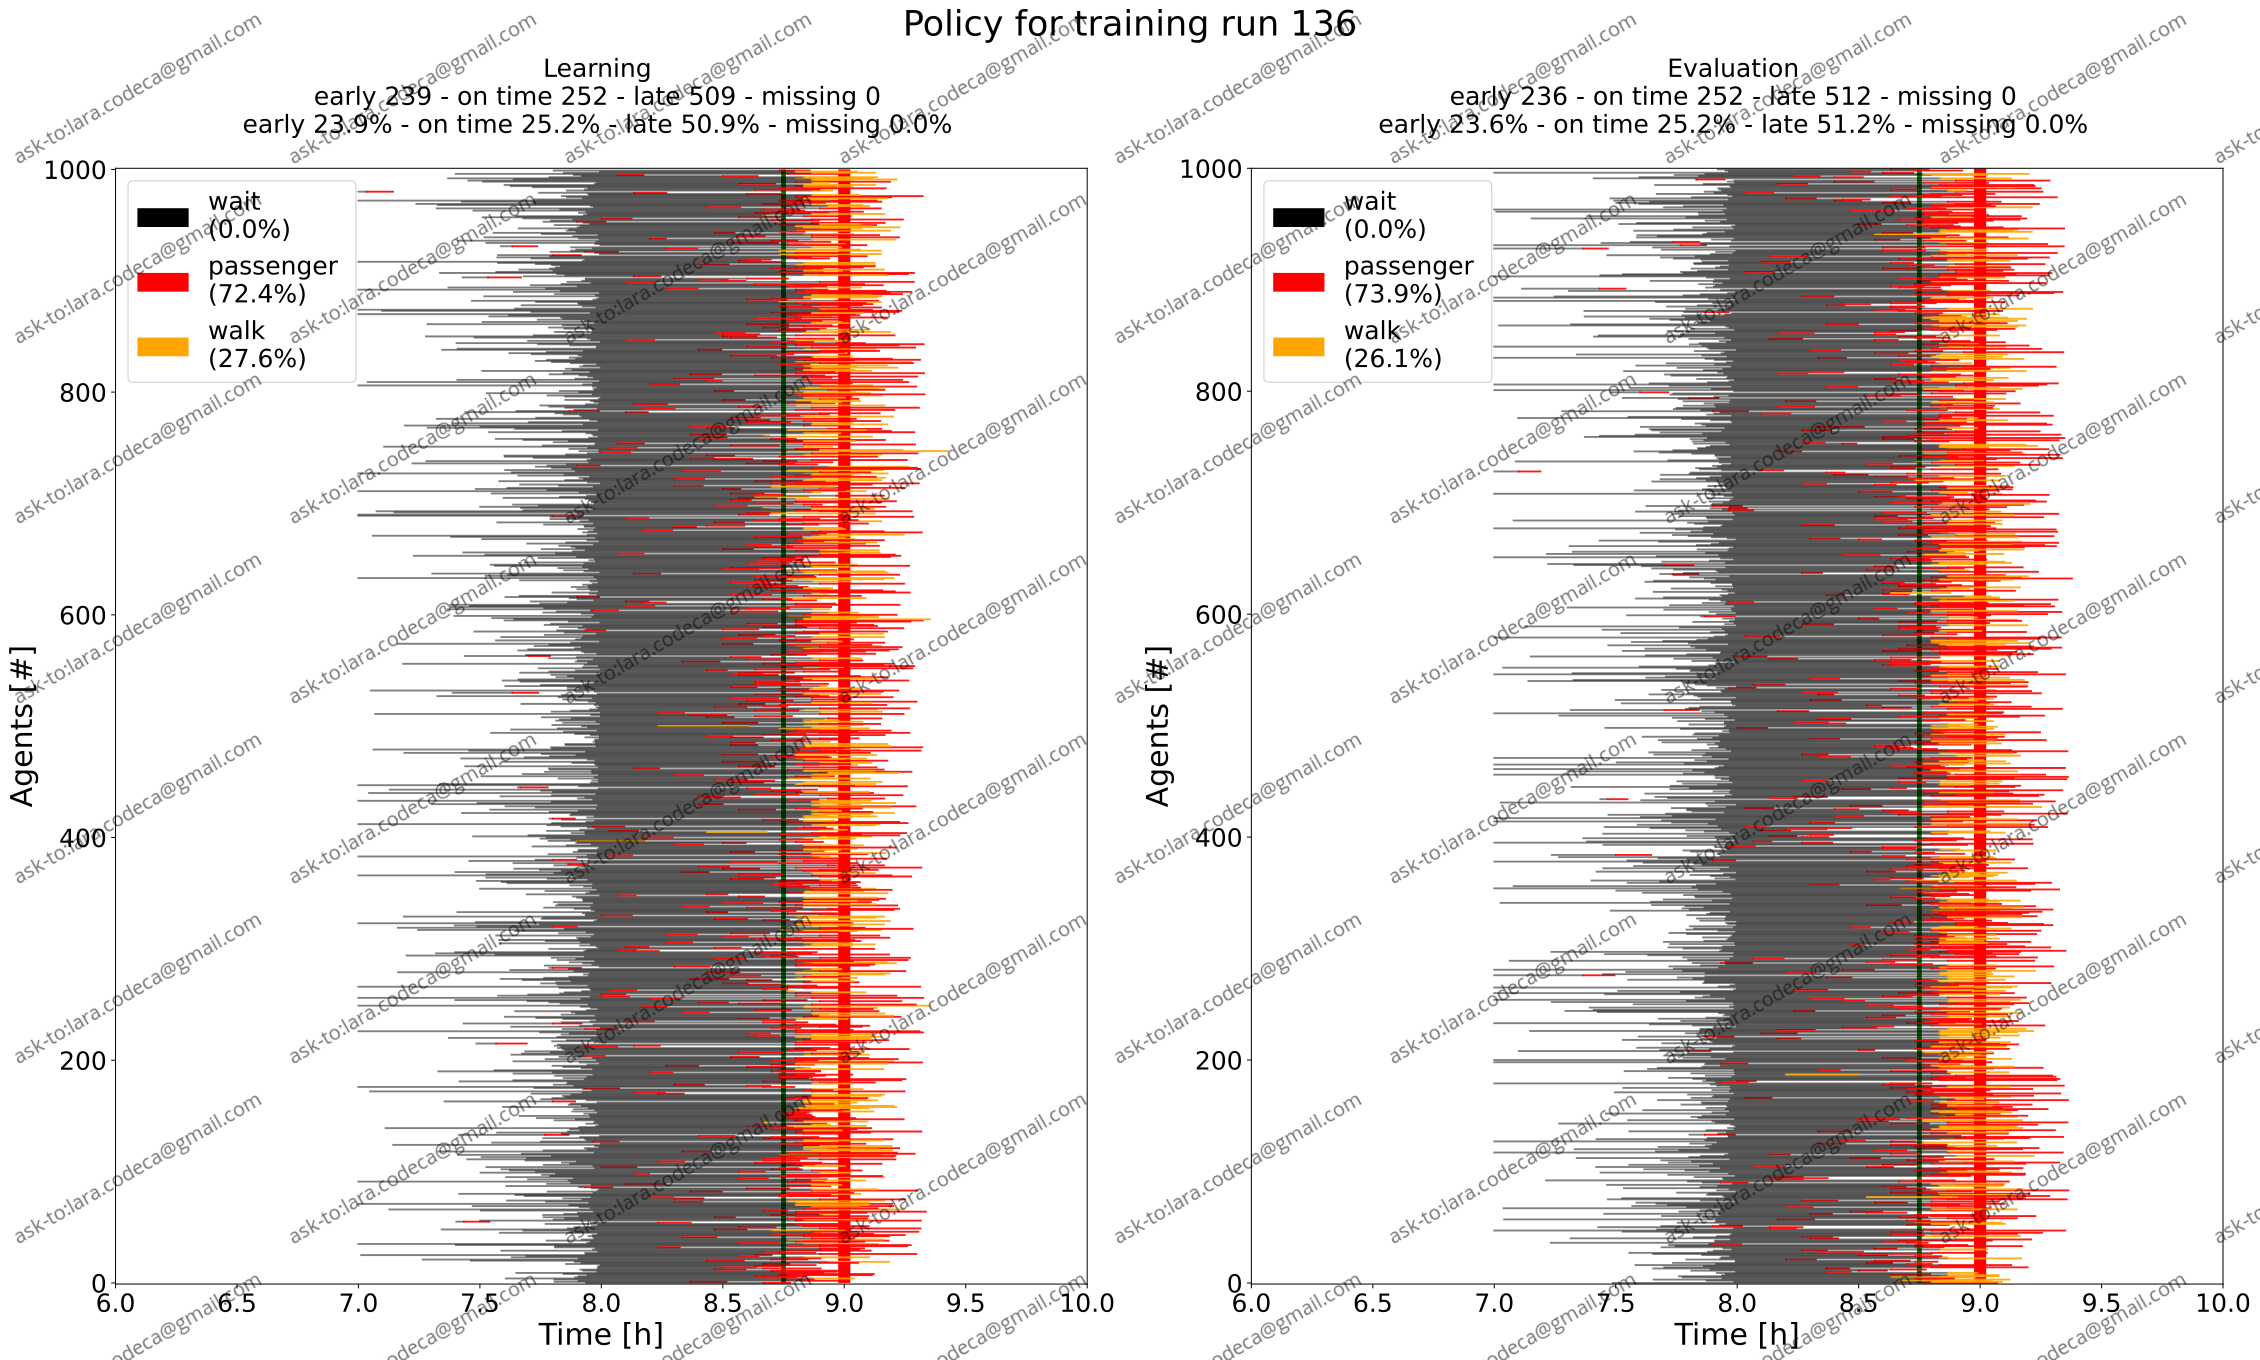 Policy for training run 136
Learning
early 239 - on time 252 - late 509 - missing 0
early 23.9% - on time 25.2% - late 50.9% - missing 0.0%
1000
800
600
400
200
0
Agents [#]
wait
(0.0%)
passenger
(72.4%)
walk
(27.6%)
6.0 6.5 7.0 7.5 8.0 8.5 9.0 9.5 10.0
Time [h]
Evaluation
early 236 - on time 252 - late 512 - missing 0
early 23.6% - on time 25.2% - late 51.2% - missing 0.0%
1000
800
600
400
200
0
Agents [#]
wait
(0.0%)
passenger
(73.9%)
walk
(26.1%)
6.0 6.5 7.0 7.5 8.0 8.5 9.0 9.5 10.0
Time [h]
ask-to:lara.codeca@gmail.com